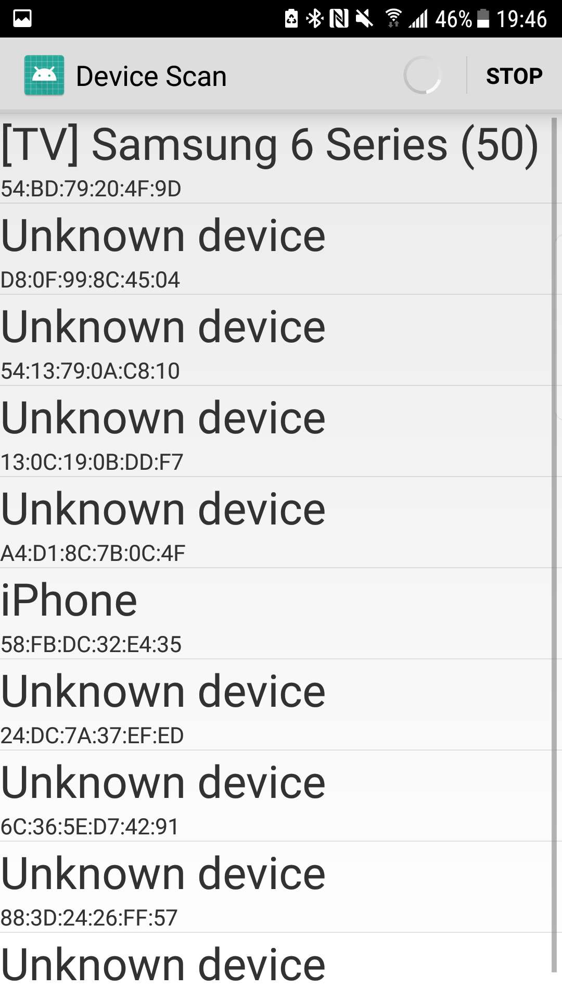 46% 19:46
Device Scan STOP
[TV] Samsung 6 Series (50)
54:BD:79:20:4F:9D
Unknown device
D8:0F:99:8C:45:04
Unknown device
54:13:79:0A:C8:10
Unknown device
13:0C:19:0B:DD:F7
Unknown device
A4:D1:8C:7B:0C:4F
iPhone
58:FB:DC:32:E4:35
Unknown device
24:DC:7A:37:EF:ED
Unknown device
6C:36:5E:D7:42:91
Unknown device
88:3D:24:26:FF:57
Unknown device